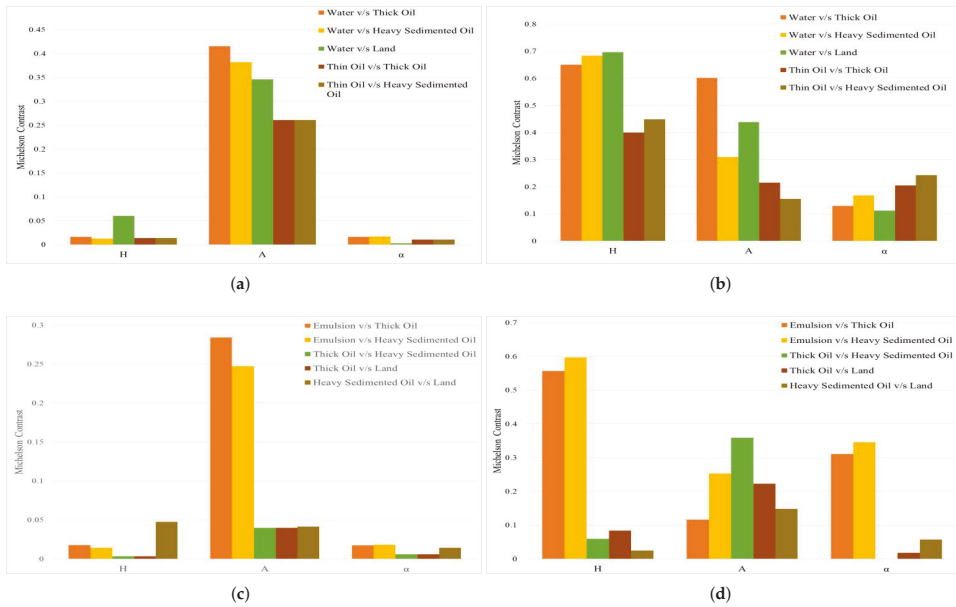 Water v/s Thick Oil
Water v/s Heavy Sedimented Oil
Water v/s Land
Thin Oil v/s Thick Oil
Thin Oil v/s Heavy Sedimented
Oil
Michelson Contrast
0.45
0.4
0.35
0.3
0.25
0.2
0.15
0.1
0.05
0
H A α
(a)
Water v/s Thick Oil
Water v/s Heavy Sedimented Oil
Water v/s Land
Thin Oil v/s Thick Oil
Thin Oil v/s Heavy Sedimented Oil
Michelson Contrast
0.8
0.7
0.6
0.5
0.4
0.3
0.2
0.1
0
H A α
(b)
Emulsion v/s Thick Oil
Emulsion v/s Heavy Sedimented Oil
Thick Oil v/s Heavy Sedimented Oil
Thick Oil v/s Land
Heavy Sedimented Oil v/s Land
Michelson Contrast
0.3
0.25
0.2
0.15
0.1
0.05
0
H A α
(c)
Emulsion v/s Thick Oil
Emulsion v/s Heavy Sedimented Oil
Thick Oil v/s Heavy Sedimented Oil
Thick Oil v/s Land
Heavy Sedimented Oil v/s Land
Michelson Contrast
0.7
0.6
0.5
0.4
0.3
0.2
0.1
0
H A α
(d)